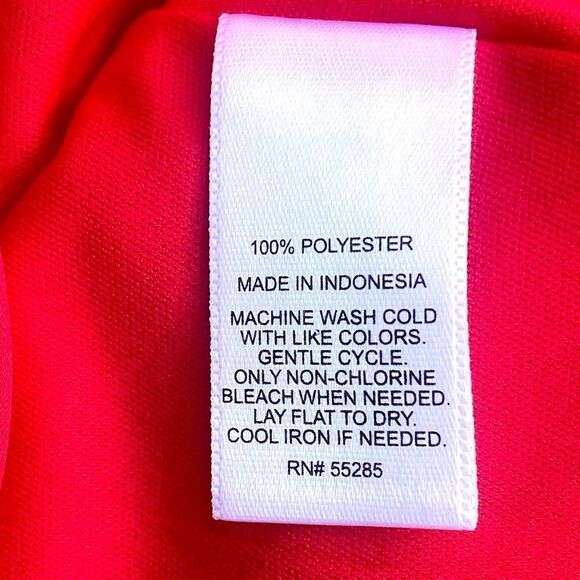 100% POLYESTER
MADE IN INDONESIA
MACHINE WASH COLD
WITH LIKE COLORS.
GENTLE CYCLE.
ONLY NON-CHLORINE
BLEACH WHEN NEEDED.
LAY FLAT TO DRY.
COOL IRON IF NEEDED.
RN# 55285